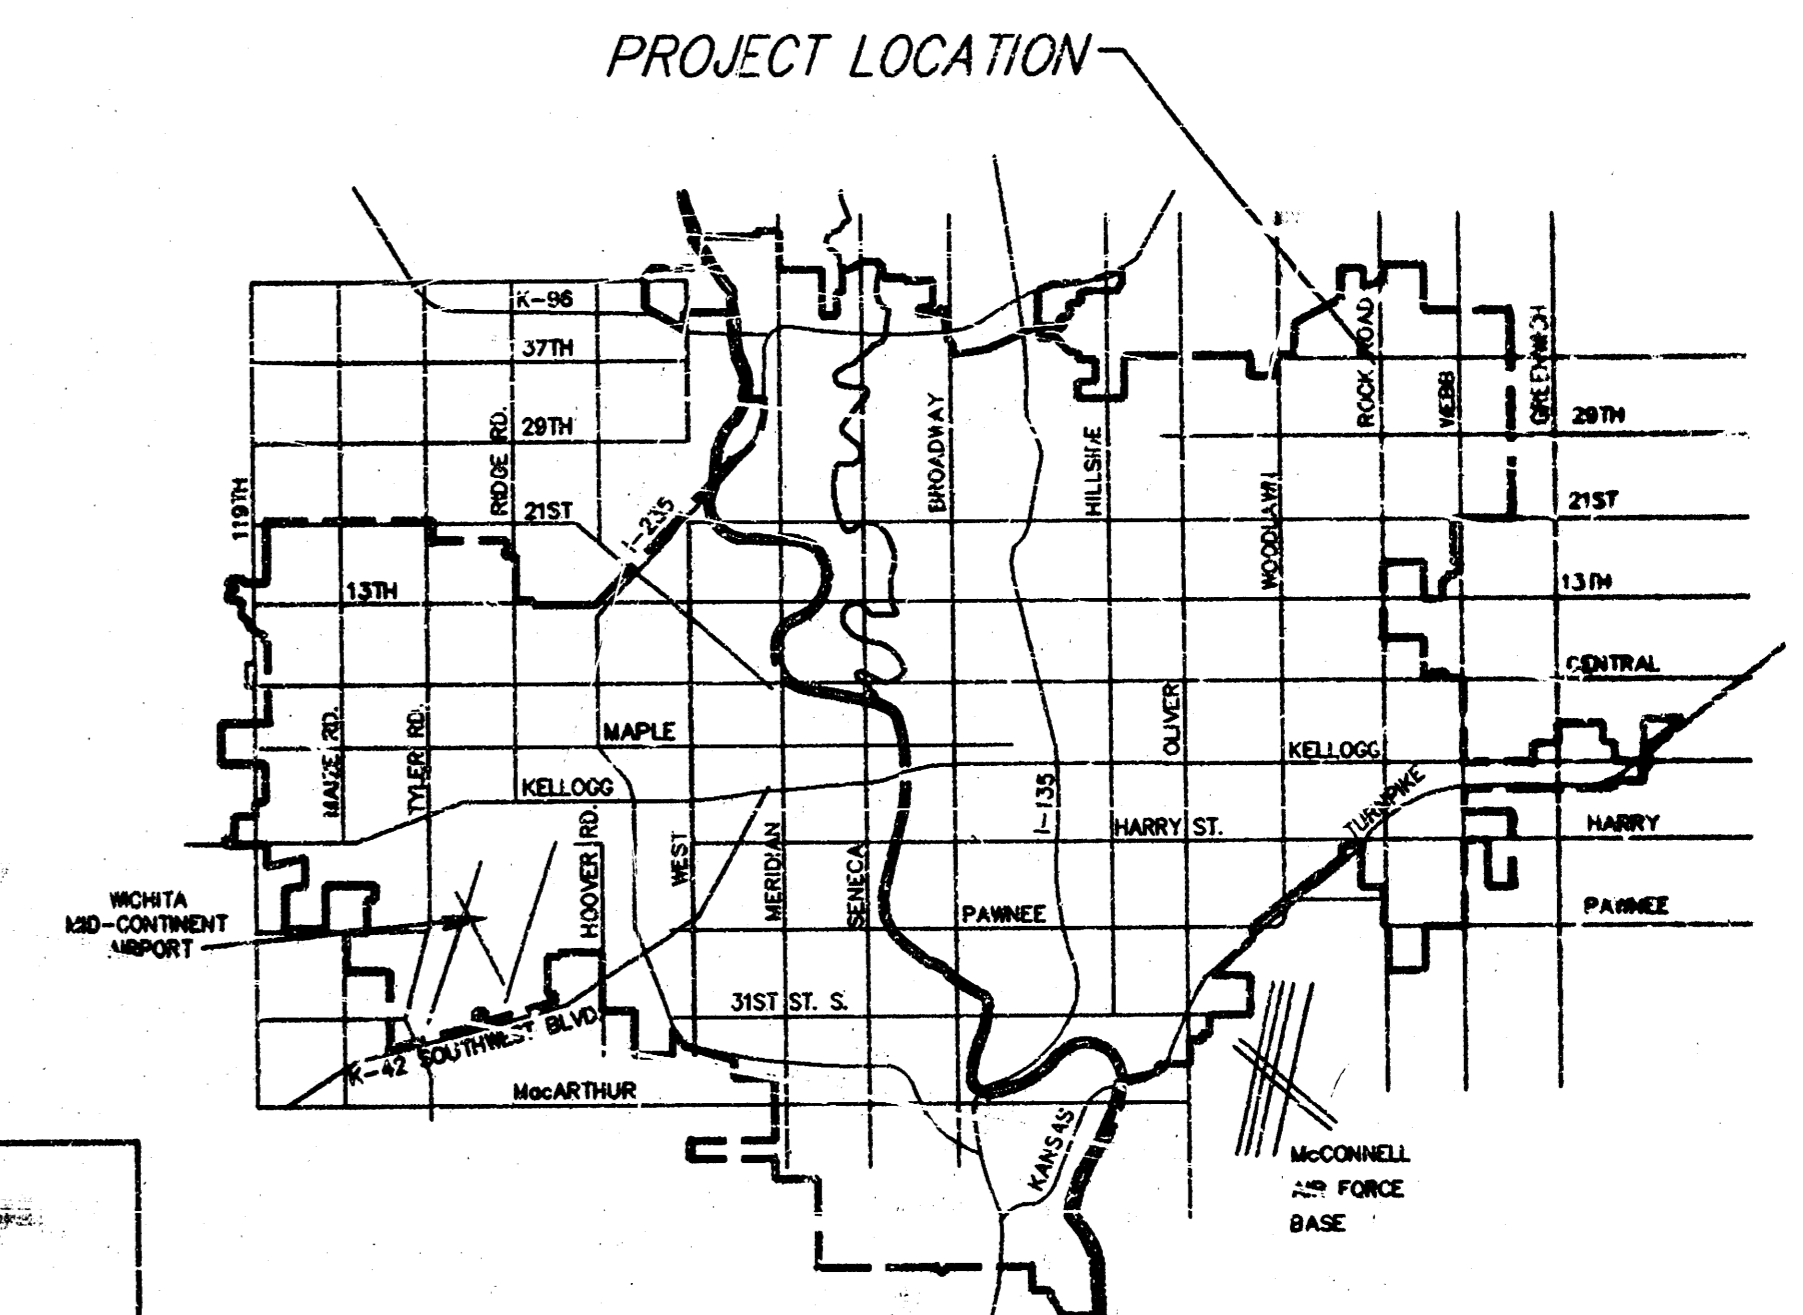 PROJECT LOCATION
K-96
37TH
29TH
RIDGE RD.
119TH
21ST
I-235
13TH
BROADWAY
HILLSIDE
WOODLAWN
ROCK ROAD
WEBB
GREENWICH
29TH
21ST
13TH
CENTRAL
MAIZE RD.
TYLER RD.
MAPLE
KELLOGG
OLIVER
KELLOGG
TURNPIKE
I-135
HARRY ST.
HARRY
HOOVER RD.
WEST
MERIDIAN
SENECA
PAWNEE
PAWNEE
WICHITA
MID-CONTINENT
AIRPORT
31ST ST. S.
K-42 SOUTHWEST BLVD.
MacARTHUR
KANSAS
McCONNELL
AIR FORCE
BASE